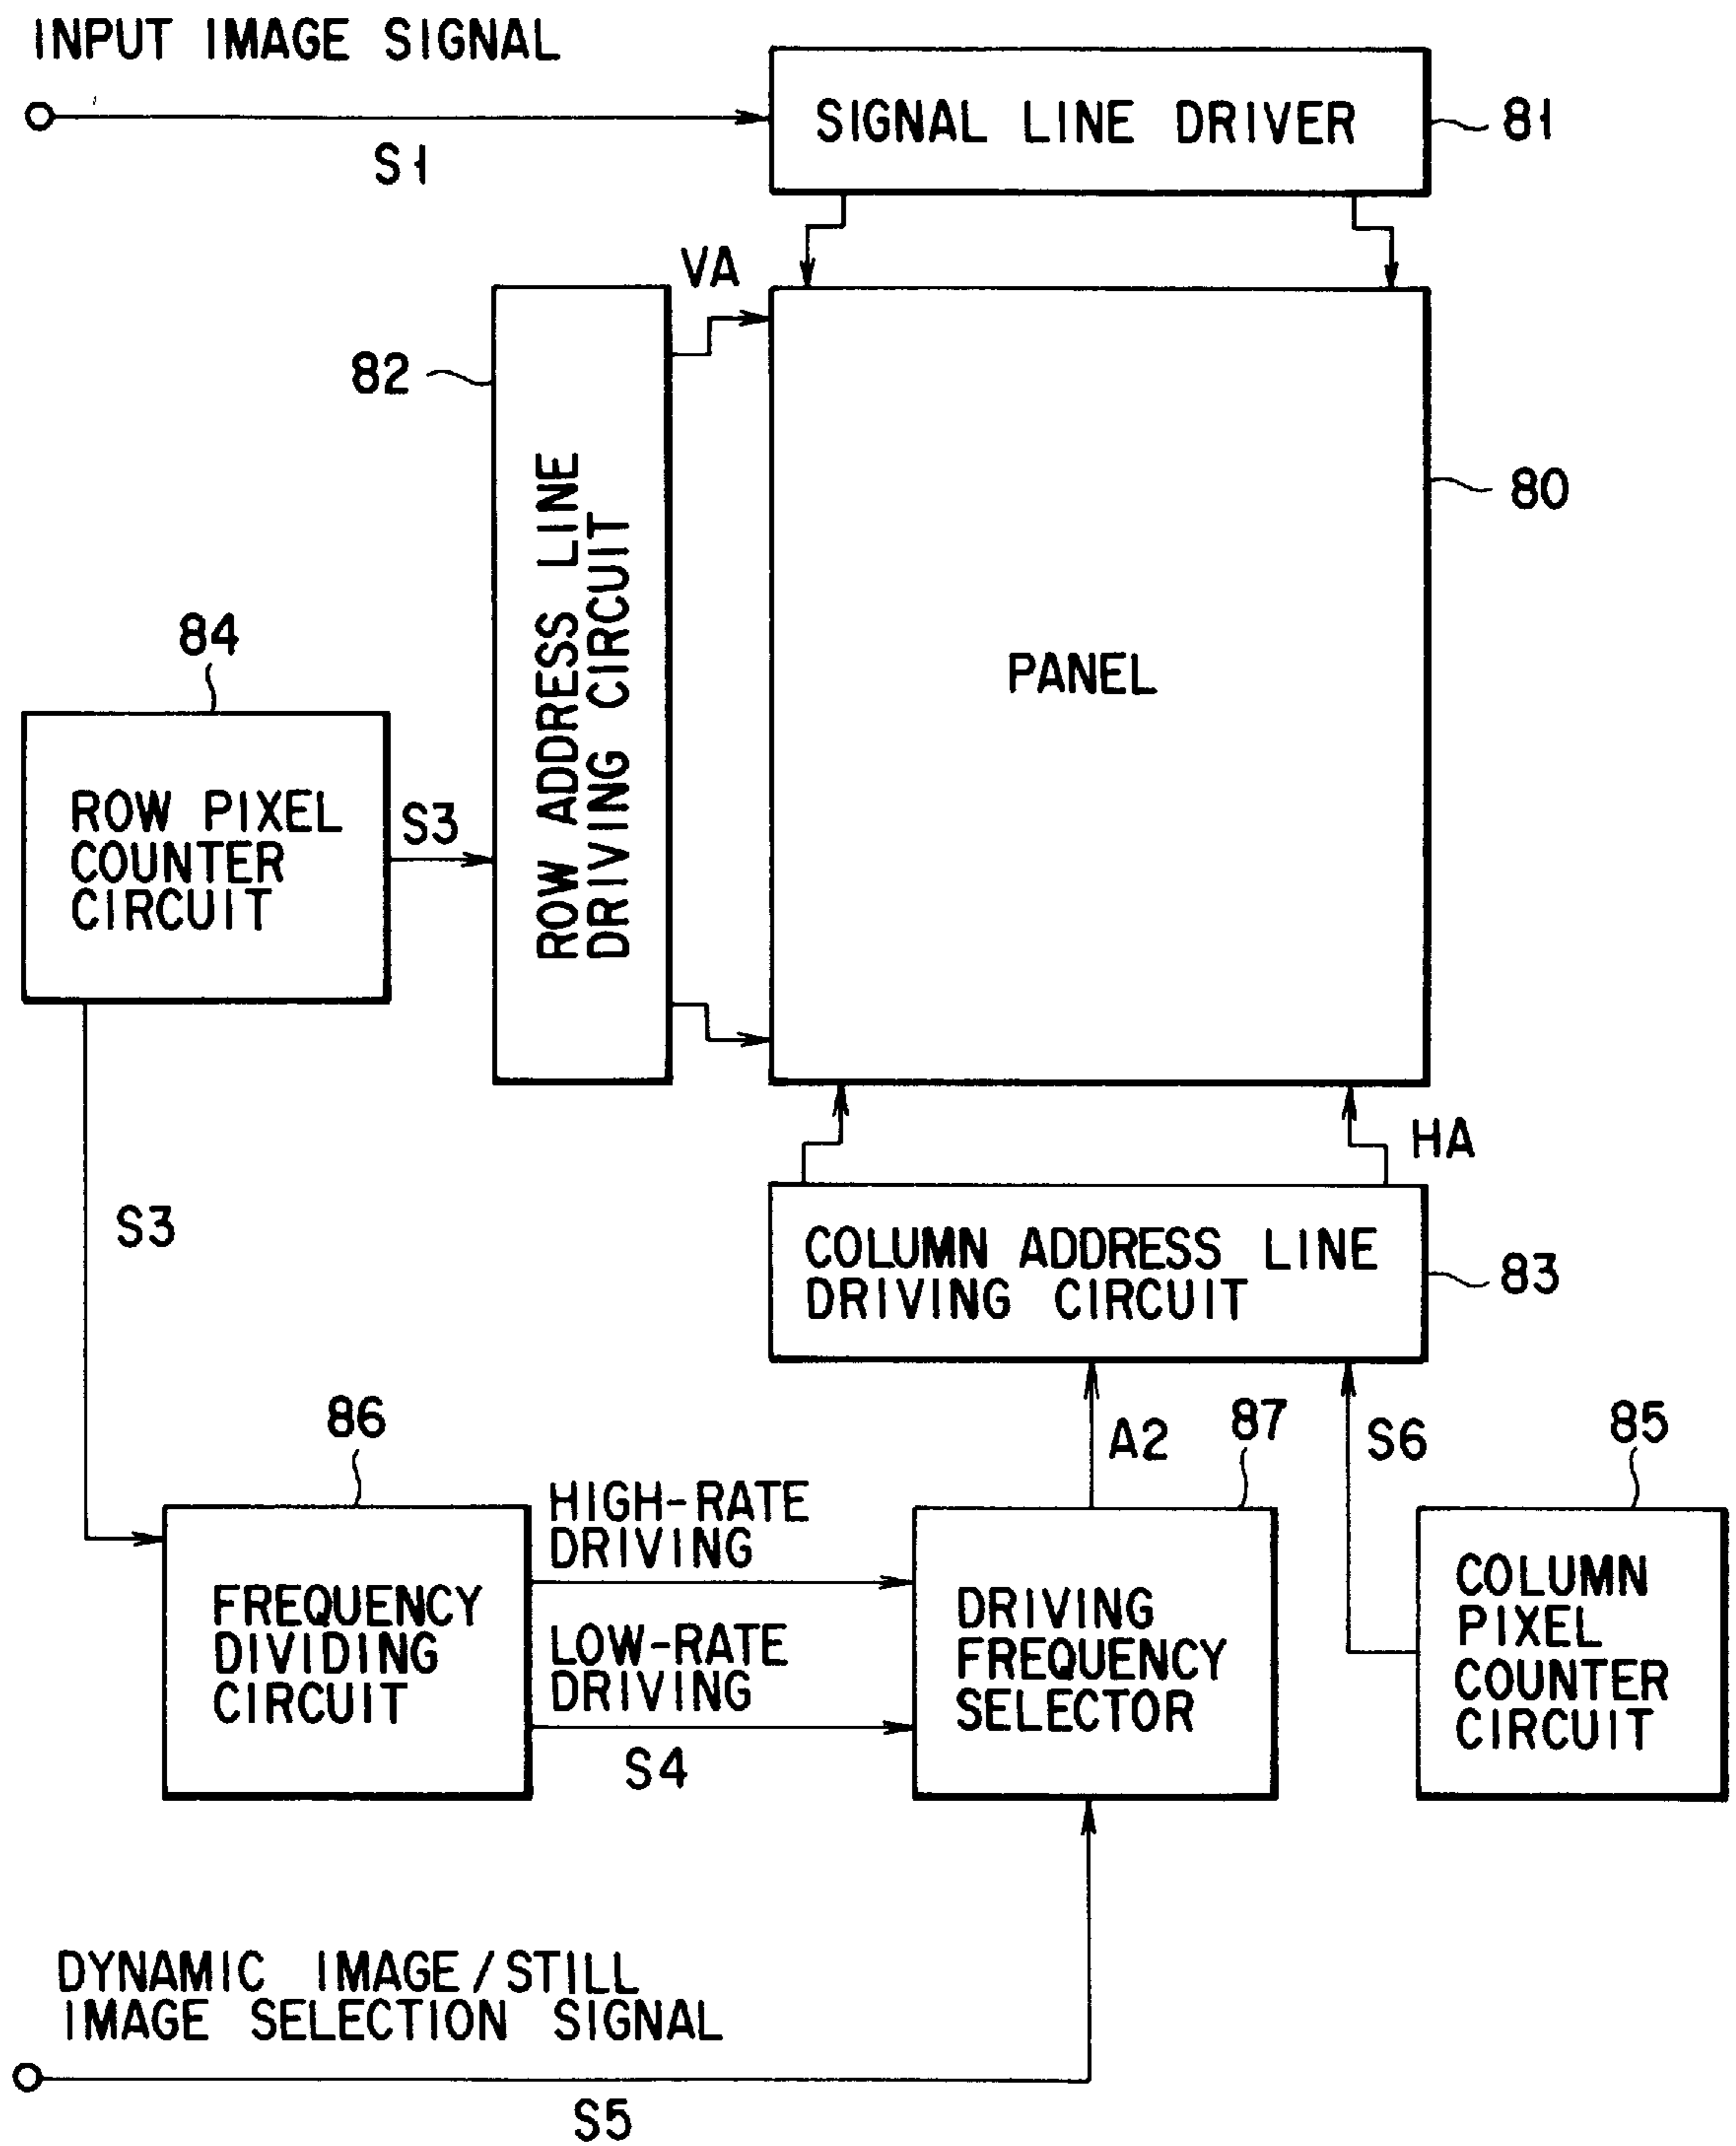 INPUT IMAGE SIGNAL
S1
SIGNAL LINE DRIVER
81
VA
82
ROW ADDRESS LINE
DRIVING CIRCUIT
PANEL
80
84
ROW PIXEL
COUNTER
CIRCUIT
S3
S3
HA
COLUMN ADDRESS LINE
DRIVING CIRCUIT
83
86
FREQUENCY
DIVIDING
CIRCUIT
HIGH-RATE
DRIVING
LOW-RATE
DRIVING
S4
A2
87
DRIVING
FREQUENCY
SELECTOR
S6
85
COLUMN
PIXEL
COUNTER
CIRCUIT
DYNAMIC IMAGE/STILL
IMAGE SELECTION SIGNAL
S5